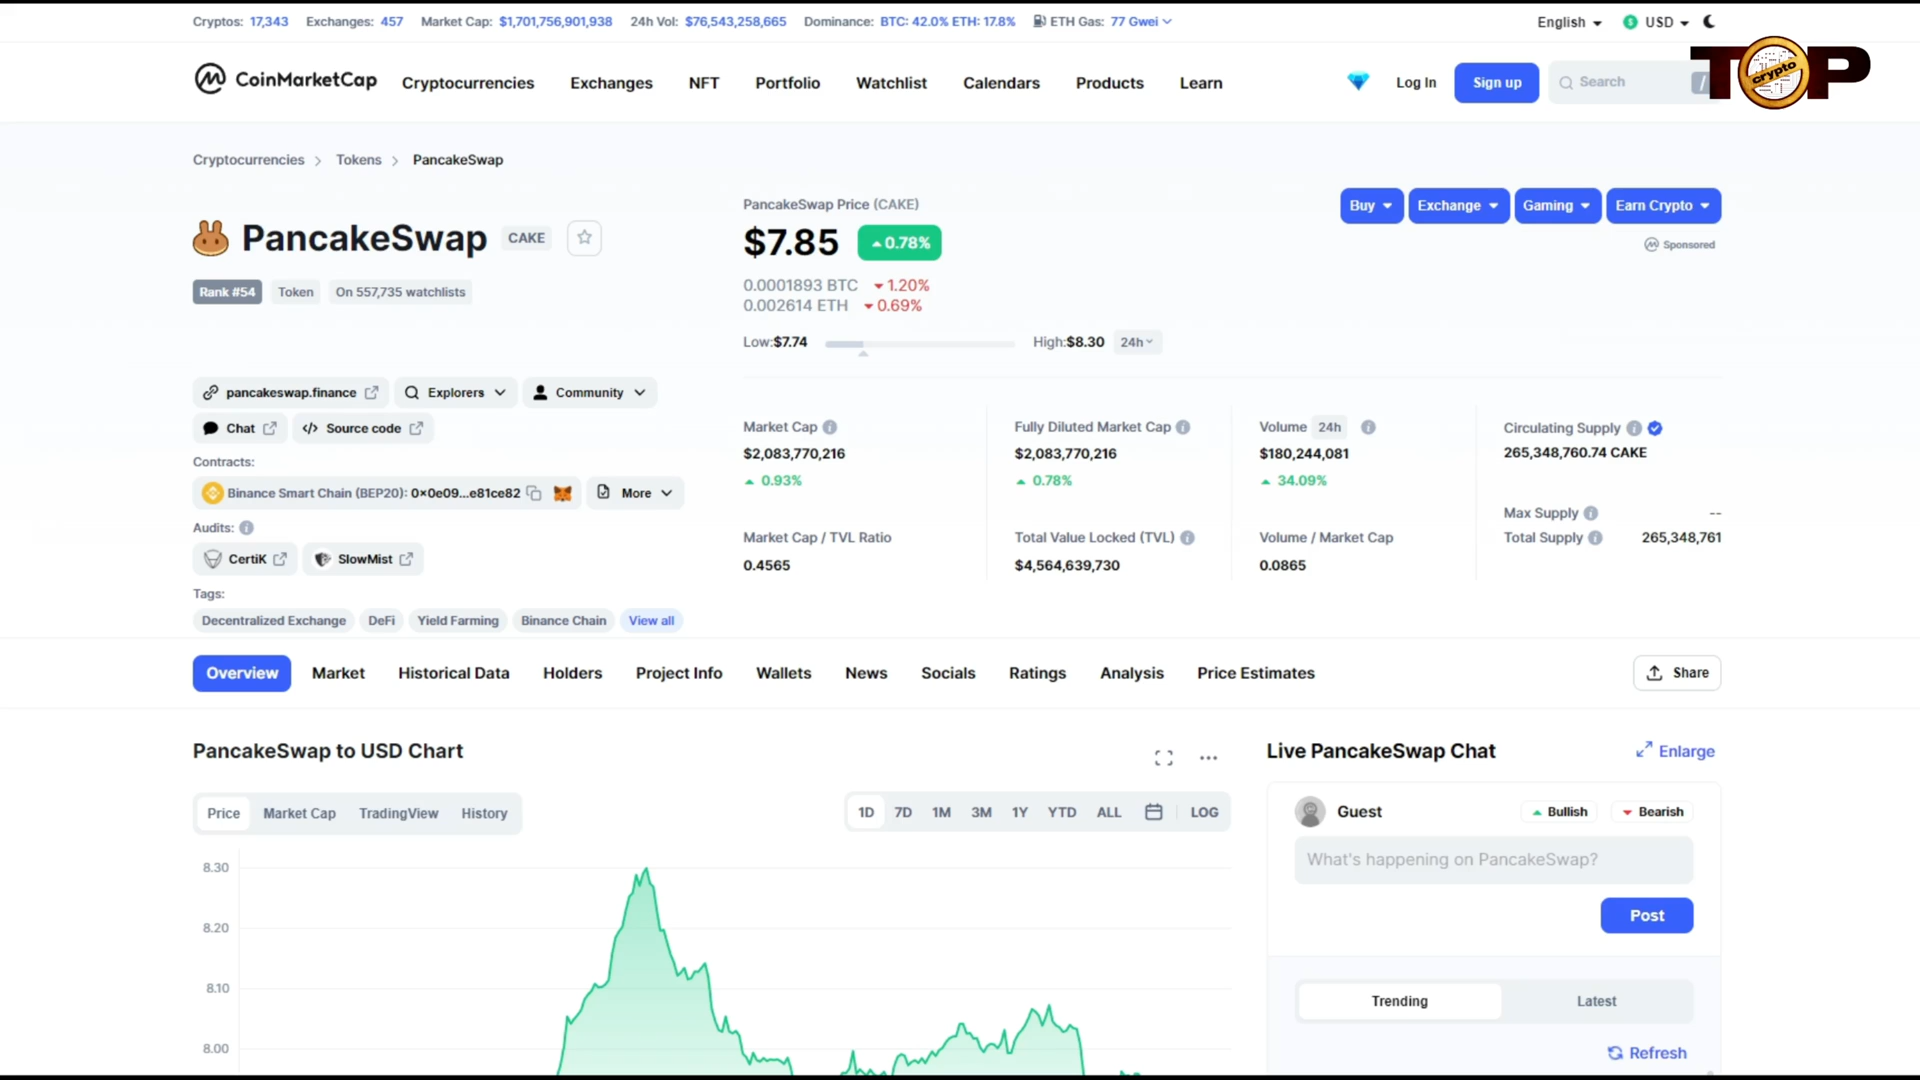 Cryptos: 17,343 Exchanges: 457 Market Cap: $1,701,756,901,938 24h Vol: $76,543,258,665 Dominance: BTC: 42.0% ETH: 17.8% ETH Gas: 77 Gwei English USD
CoinMarketCap Cryptocurrencies Exchanges NFT Portfolio Watchlist Calendars Products Learn Log In Sign up Search /
TOP
crypto
Cryptocurrencies > Tokens > PancakeSwap
PancakeSwap CAKE
Rank #54 Token On 557,735 watchlists
PancakeSwap Price (CAKE)
$7.85 0.78%
0.0001893 BTC 1.20%
0.002614 ETH 0.69%
Low:$7.74 High:$8.30 24h
Buy Exchange Gaming Earn Crypto
Sponsored
pancakeswap.finance Explorers Community
Chat Source code
Contracts:
Binance Smart Chain (BEP20): 0x0e09...e81ce82 More
Audits:
CertiK SlowMist
Tags:
Decentralized Exchange DeFi Yield Farming Binance Chain View all
Market Cap
$2,083,770,216
0.93%
Market Cap / TVL Ratio
0.4565
Fully Diluted Market Cap
$2,083,770,216
0.78%
Total Value Locked (TVL)
$4,564,639,730
Volume 24h
$180,244,081
34.09%
Volume / Market Cap
0.0865
Circulating Supply
265,348,760.74 CAKE
Max Supply --
Total Supply 265,348,761
Overview Market Historical Data Holders Project Info Wallets News Socials Ratings Analysis Price Estimates Share
PancakeSwap to USD Chart
Price Market Cap TradingView History 1D 7D 1M 3M 1Y YTD ALL LOG
8.30
8.20
8.10
8.00
Live PancakeSwap Chat Enlarge
Guest Bullish Bearish
What's happening on PancakeSwap?
Post
Trending Latest
Refresh